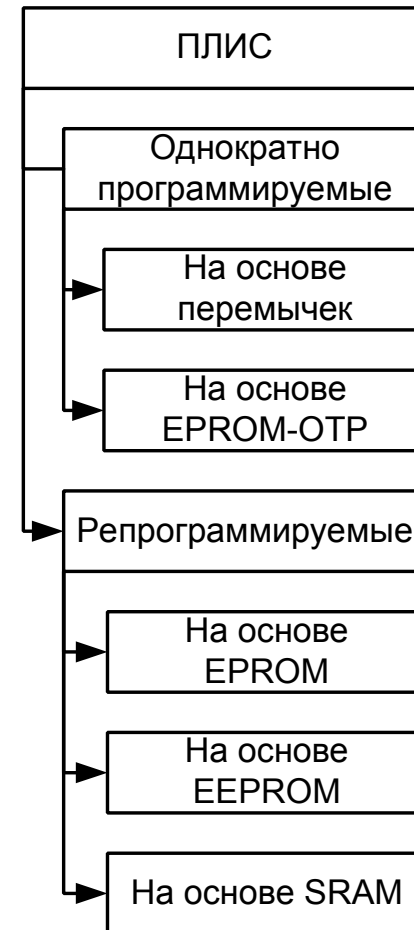 ПЛИС
Однократно
программируемые
На основе
перемычек
На основе
EPROM-OTP
Репрограммируемые
На основе
EPROM
На основе
EEPROM
На основе SRAM